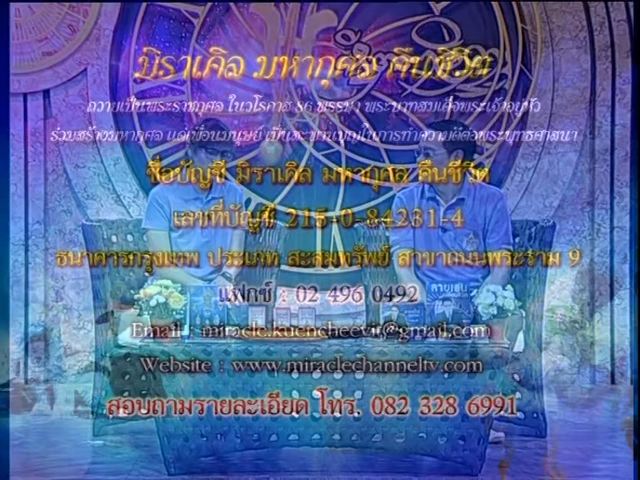 มิราเคิล มหากุศล คืนชีวิต
ถวายเป็นพระราชกุศล ในวโรกาส 86 พรรษา พระบาทสมเด็จพระเจ้าอยู่หัว
ร่วมสร้างมหากุศล แด่เพื่อนมนุษย์ เป็นสะพานบุญในการทำความดีต่อพระพุทธศาสนา
ชื่อบัญชี มิราเคิล มหากุศล คืนชีวิต
เลขที่บัญชี 215-0-84281-4
ธนาคารกรุงเทพ ประเภท สะสมทรัพย์ สาขาถนนพระราม 9
แฟกซ์ : 02 496 0492
Email : miracle.kuencheevit@gmail.com
Website : www.miraclechanneltv.com
สอบถามรายละเอียด โทร. 082 328 6991